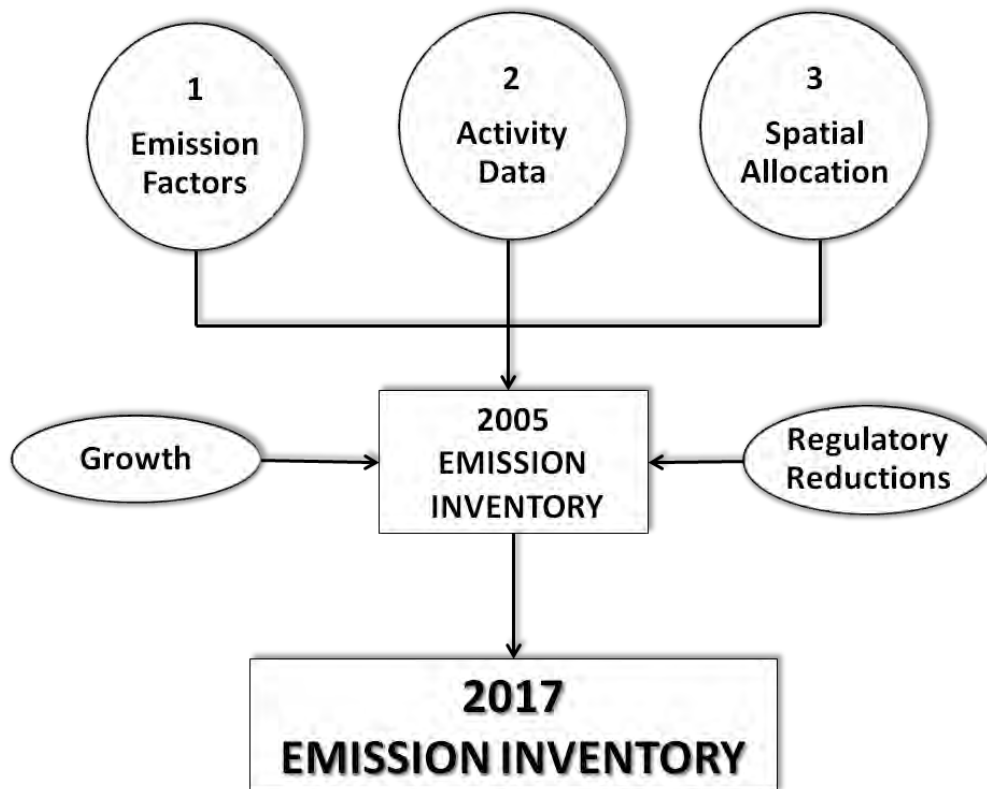 1
Emission
Factors
2
Activity
Data
3
Spatial
Allocation
Growth
2005
EMISSION
INVENTORY
Regulatory
Reductions
2017
EMISSION INVENTORY